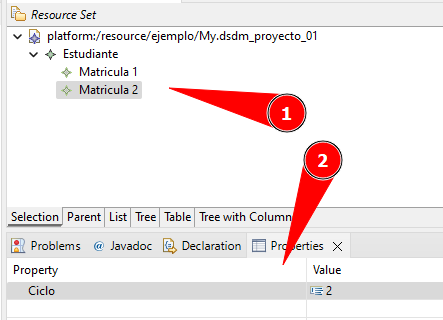 Resource Set
platform:/resource/ejemplo/My.dsdm_proyecto_01
Estudiante
Matricula 1
Matricula 2
1
2
Selection Parent List Tree Table Tree with Column
Problems @ Javadoc Declaration Properties
Property Value
Ciclo 2